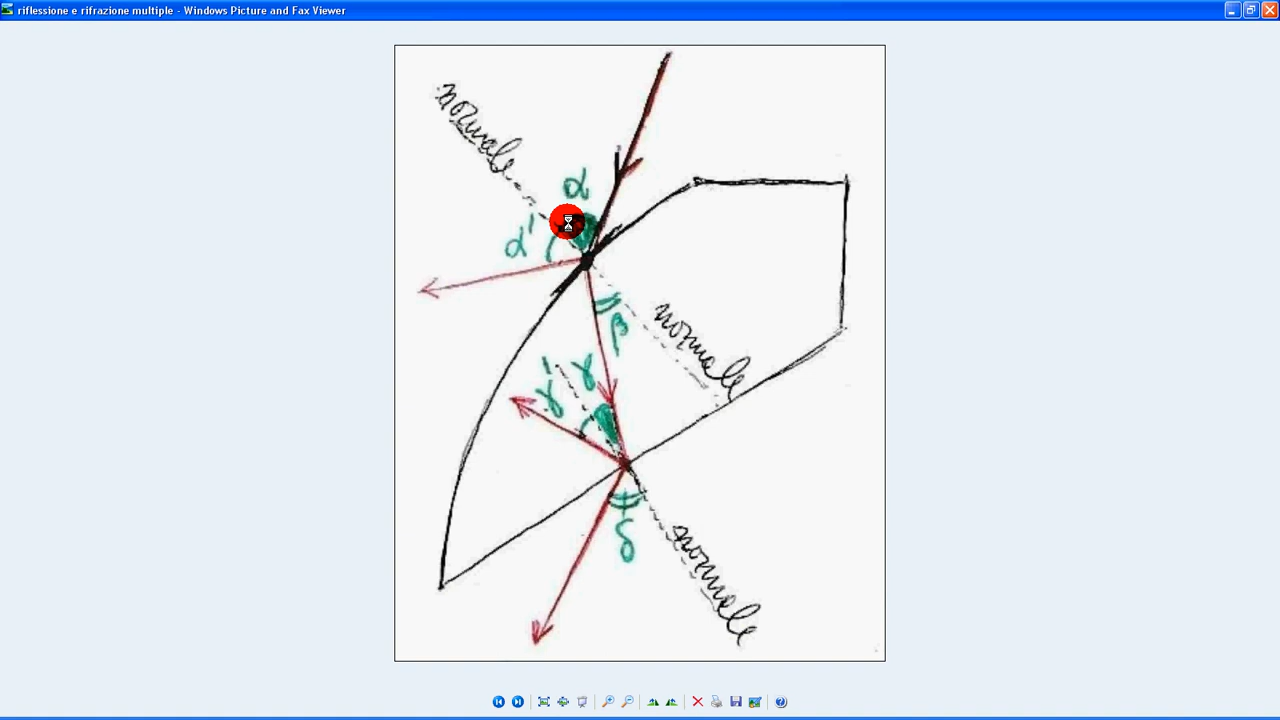 riflessione e rifrazione multiple - Windows Picture and Fax Viewer
normale
α
α'
β
normale
γ
γ'
δ
normale